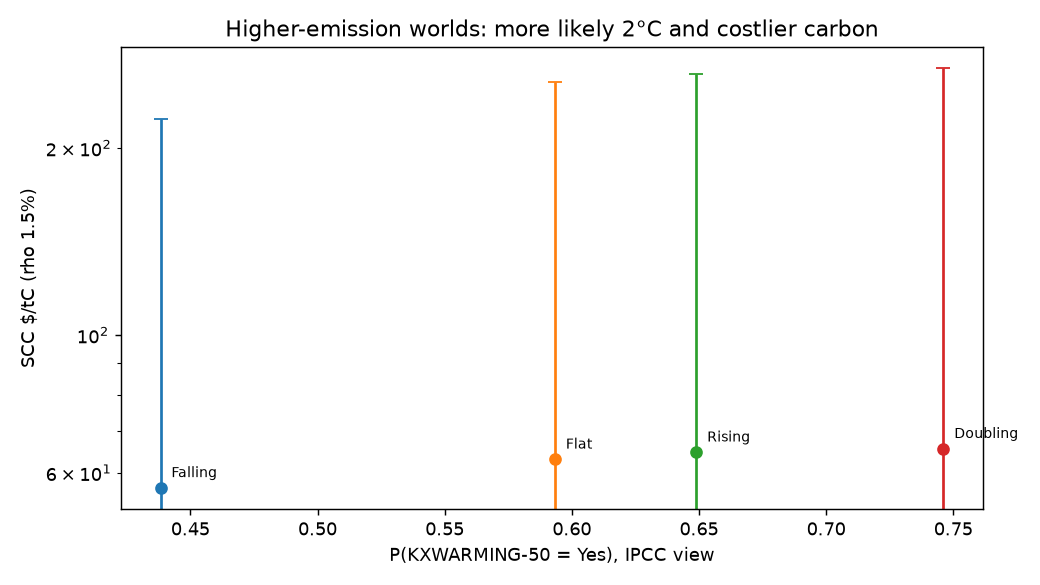 Higher-emission worlds: more likely 2°C and costlier carbon
SCC $/tC (rho 1.5%)
2 × 10²
10²
6 × 10¹
Falling
Flat
Rising
Doubling
0.45 0.50 0.55 0.60 0.65 0.70 0.75
P(KXWARMING-50 = Yes), IPCC view